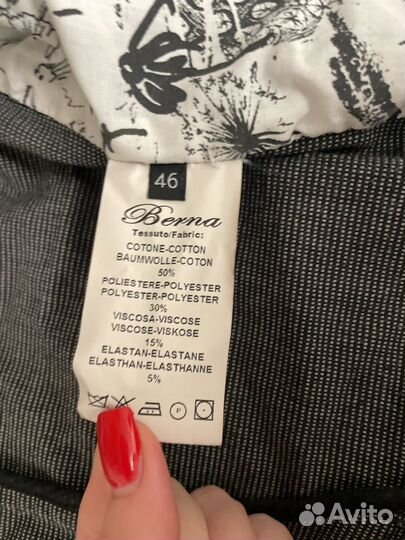 46
Berna
Tessuto/Fabric:
COTONE-COTTON
BAUMWOLLE-COTON
50%
POLIESTERE-POLYESTER
POLYESTER-POLYESTER
30%
VISCOSA-VISCOSE
VISCOSE-VISKOSE
15%
ELASTAN-ELASTANE
ELASTHAN-ELASTHANNE
5%
P
Avito